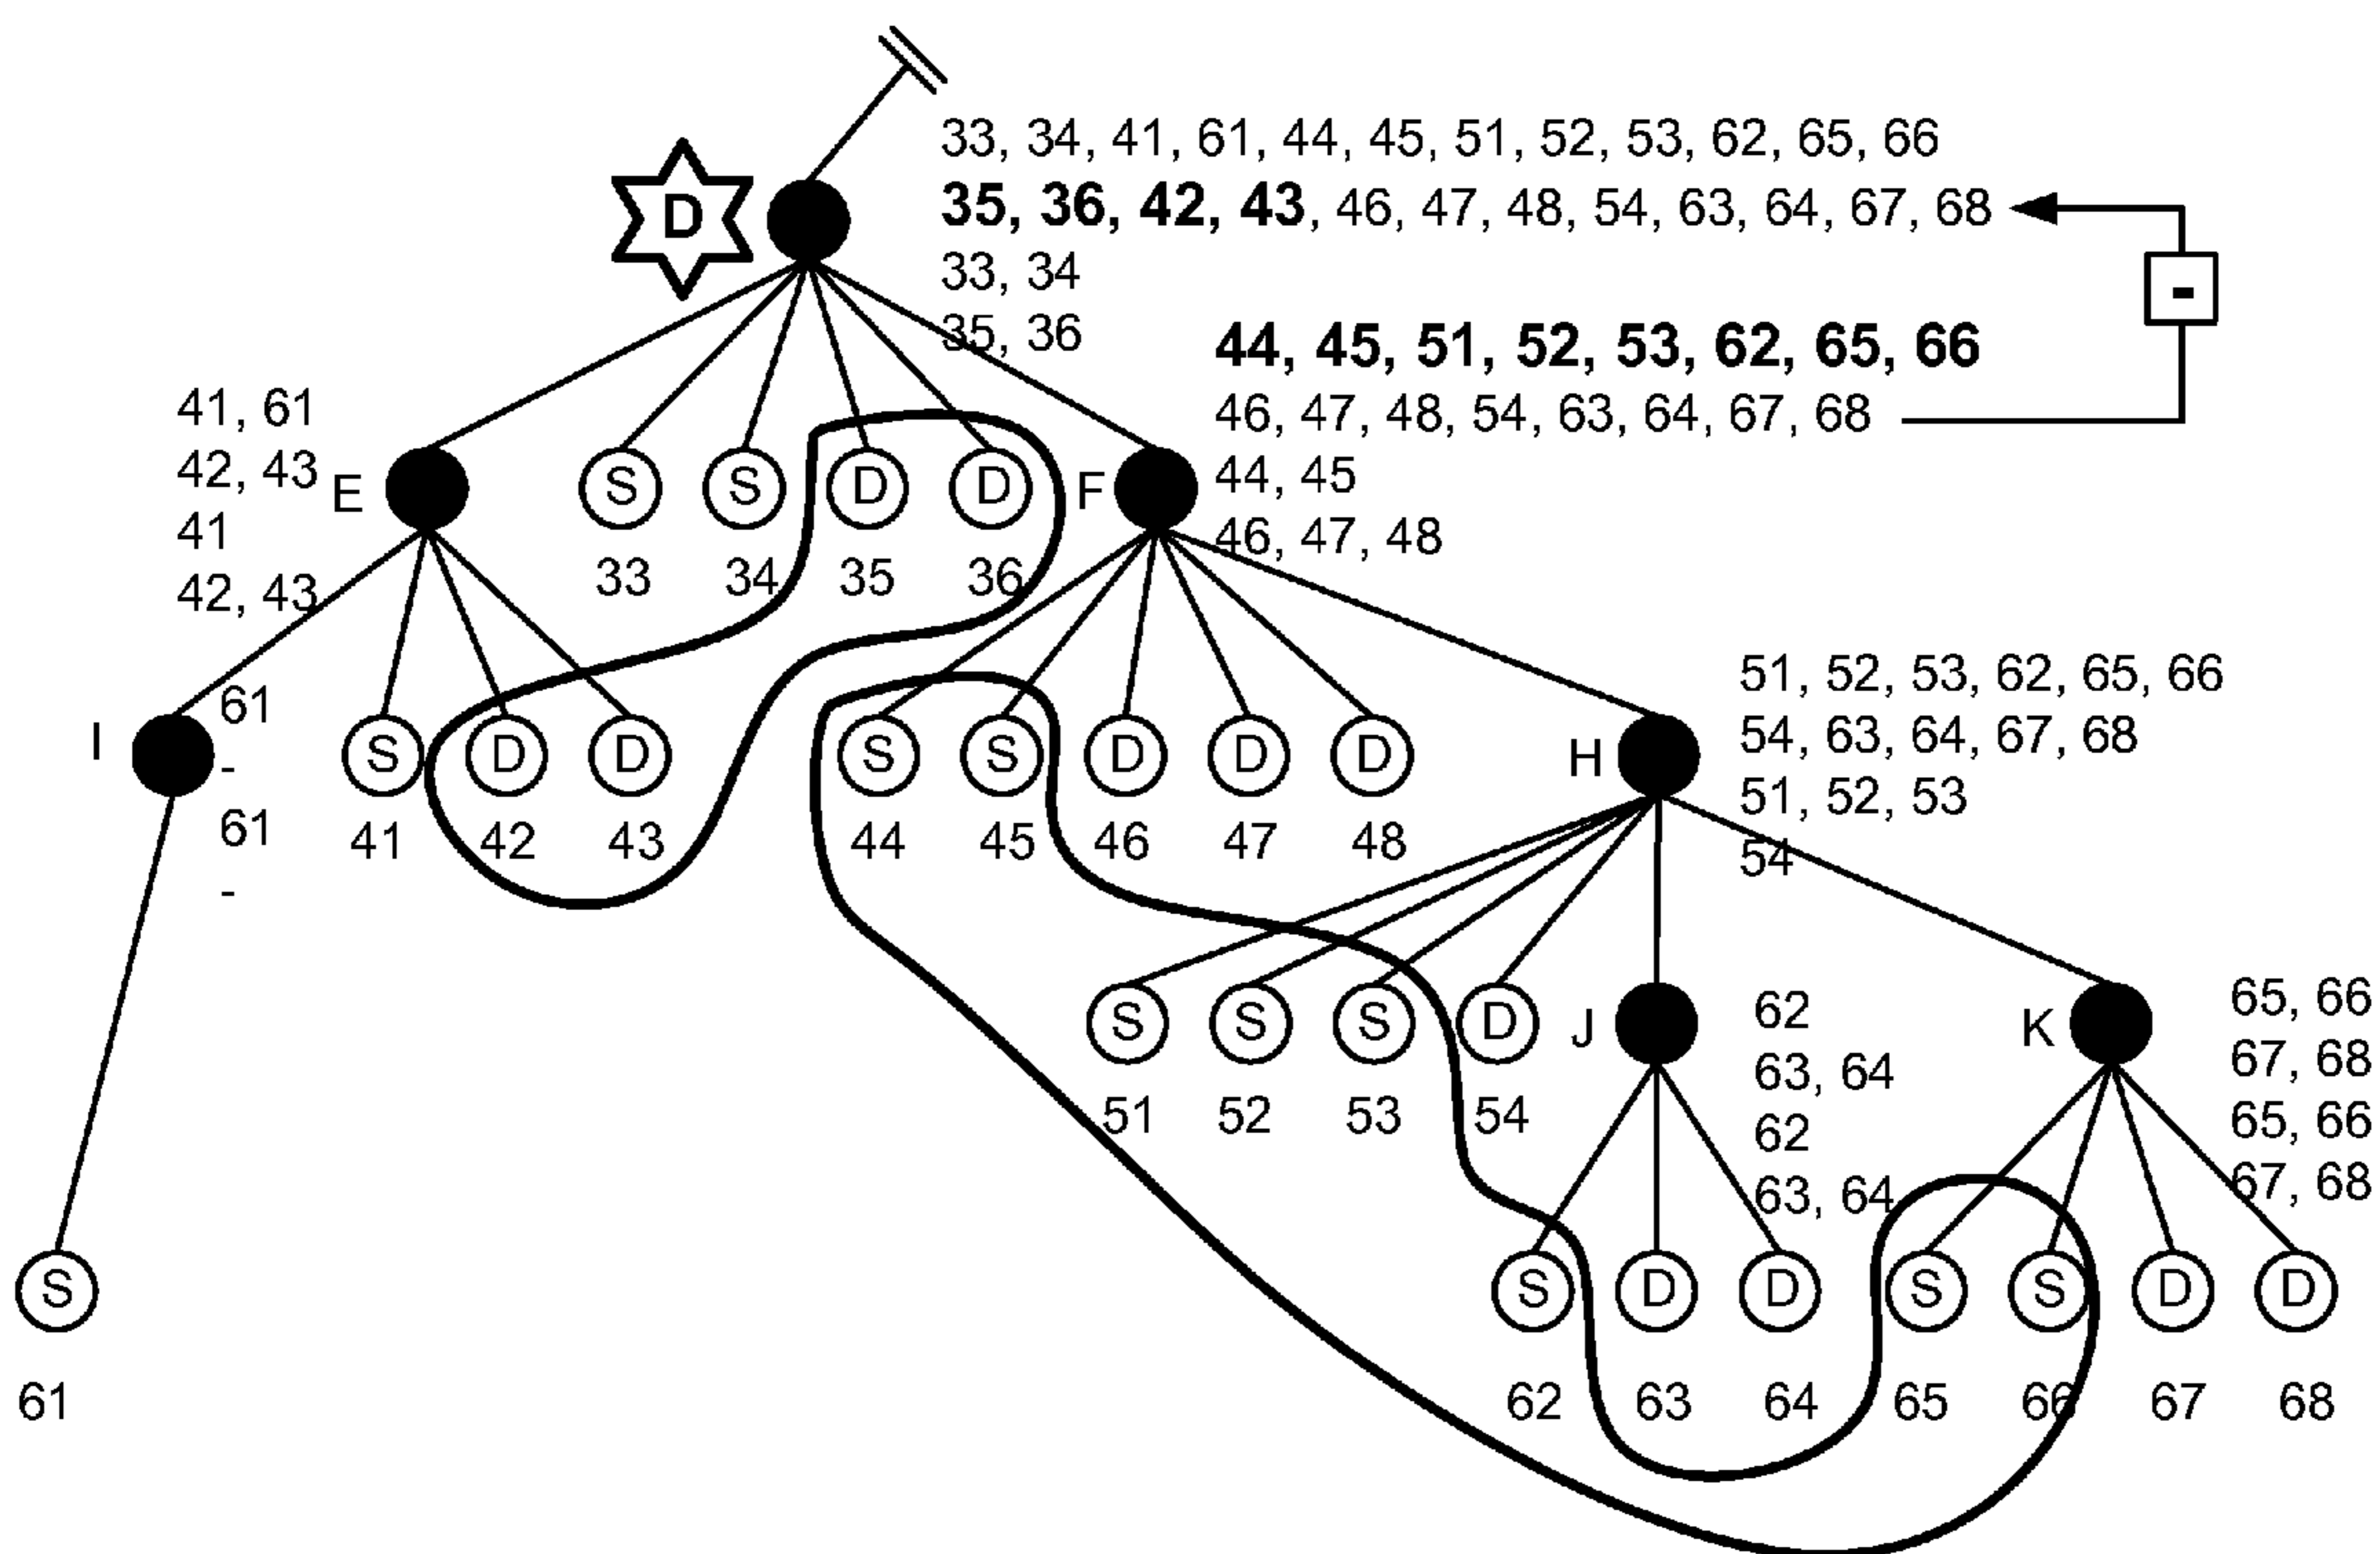 33, 34, 41, 61, 44, 45, 51, 52, 53, 62, 65, 66
D
35, 36, 42, 43, 46, 47, 48, 54, 63, 64, 67, 68
33, 34
35, 36
-
44, 45, 51, 52, 53, 62, 65, 66
46, 47, 48, 54, 63, 64, 67, 68
44, 45
46, 47, 48
41, 61
42, 43
41
42, 43
E
S S D D
F
33 34 35 36
51, 52, 53, 62, 65, 66
54, 63, 64, 67, 68
51, 52, 53
54
61
-
61
-
I
S D D
S S D D D
H
41 42 43
44 45 46 47 48
S S S D
J
K
51 52 53 54
62
63, 64
62
63, 64
65, 66
67, 68
65, 66
67, 68
S
S D D
S S D D
61
62 63 64
65 66 67 68